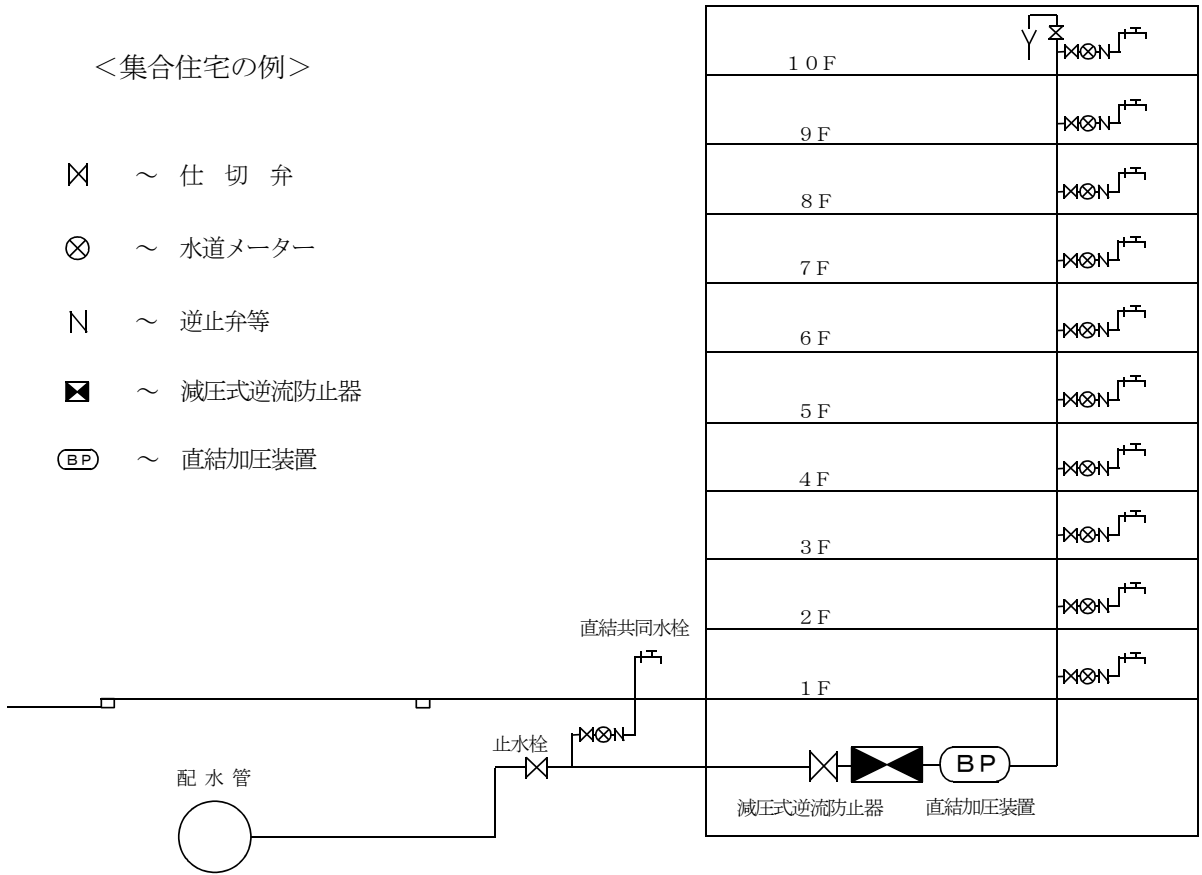 ＜集合住宅の例＞
～ 仕　切　弁
～ 水道メーター
N ～ 逆止弁等
～ 減圧式逆流防止器
BP ～ 直結加圧装置
１０F
９F
８F
７F
６F
５F
４F
３F
２F
１F
直結共同水栓
止水栓
配 水 管
BP
減圧式逆流防止器
直結加圧装置